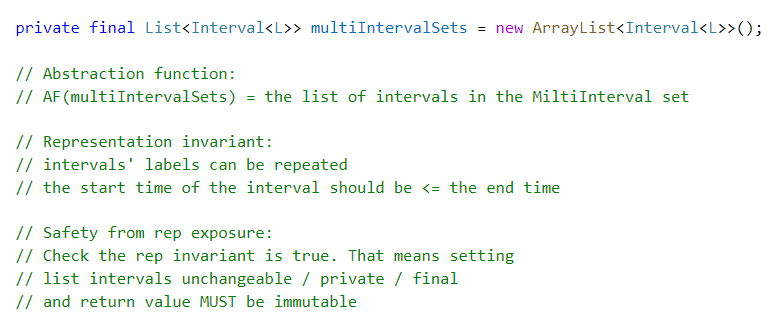 private final List<Interval<L>> multiIntervalSets = new ArrayList<Interval<L>>();
// Abstraction function:
// AF(multiIntervalSets) = the list of intervals in the MiltiInterval set
// Representation invariant:
// intervals' labels can be repeated
// the start time of the interval should be <= the end time
// Safety from rep exposure:
// Check the rep invariant is true. That means setting
// list intervals unchangeable / private / final
// and return value MUST be immutable